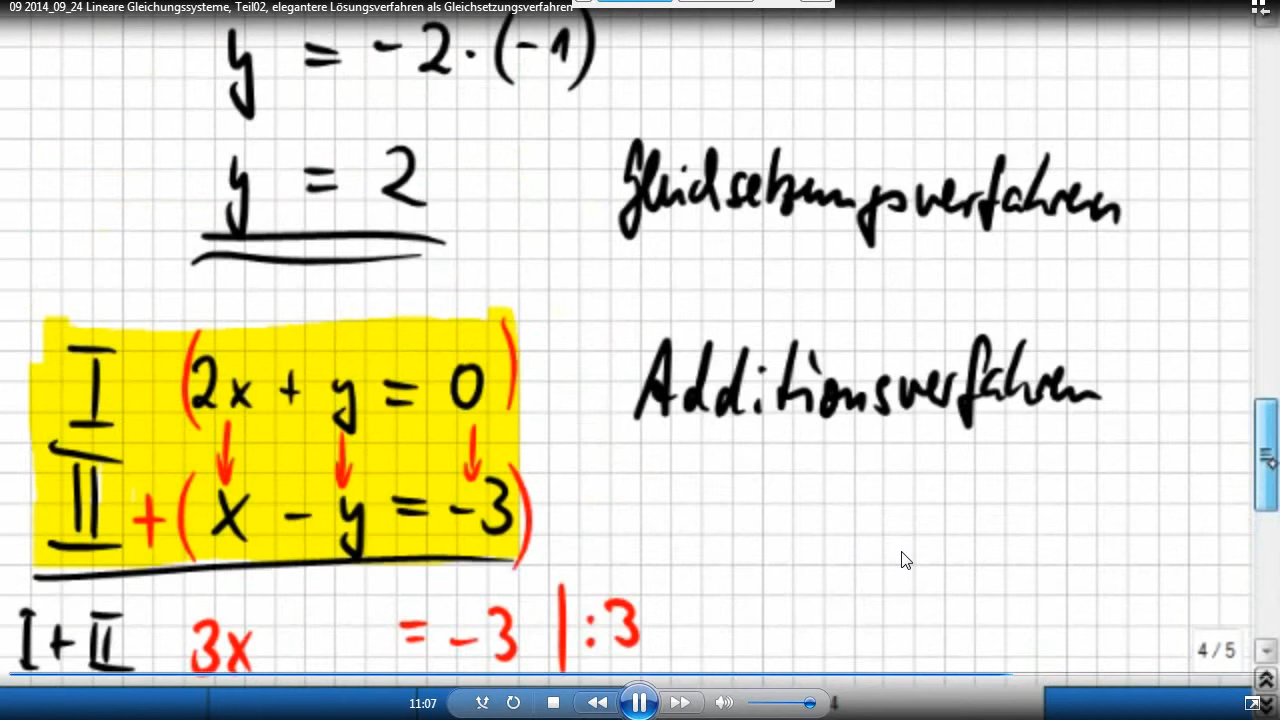 09 2014_09_24 Lineare Gleichungssysteme, Teil02, elegantere Lösungsverfahren als Gleichsetzungsverfahren
y = -2·(-1)
y = 2
Gleichsetzungsverfahren
I (2x + y = 0)
Additionsverfahren
II +(x - y = -3)
I+II 3x = -3 |:3
4/5
11:07
4